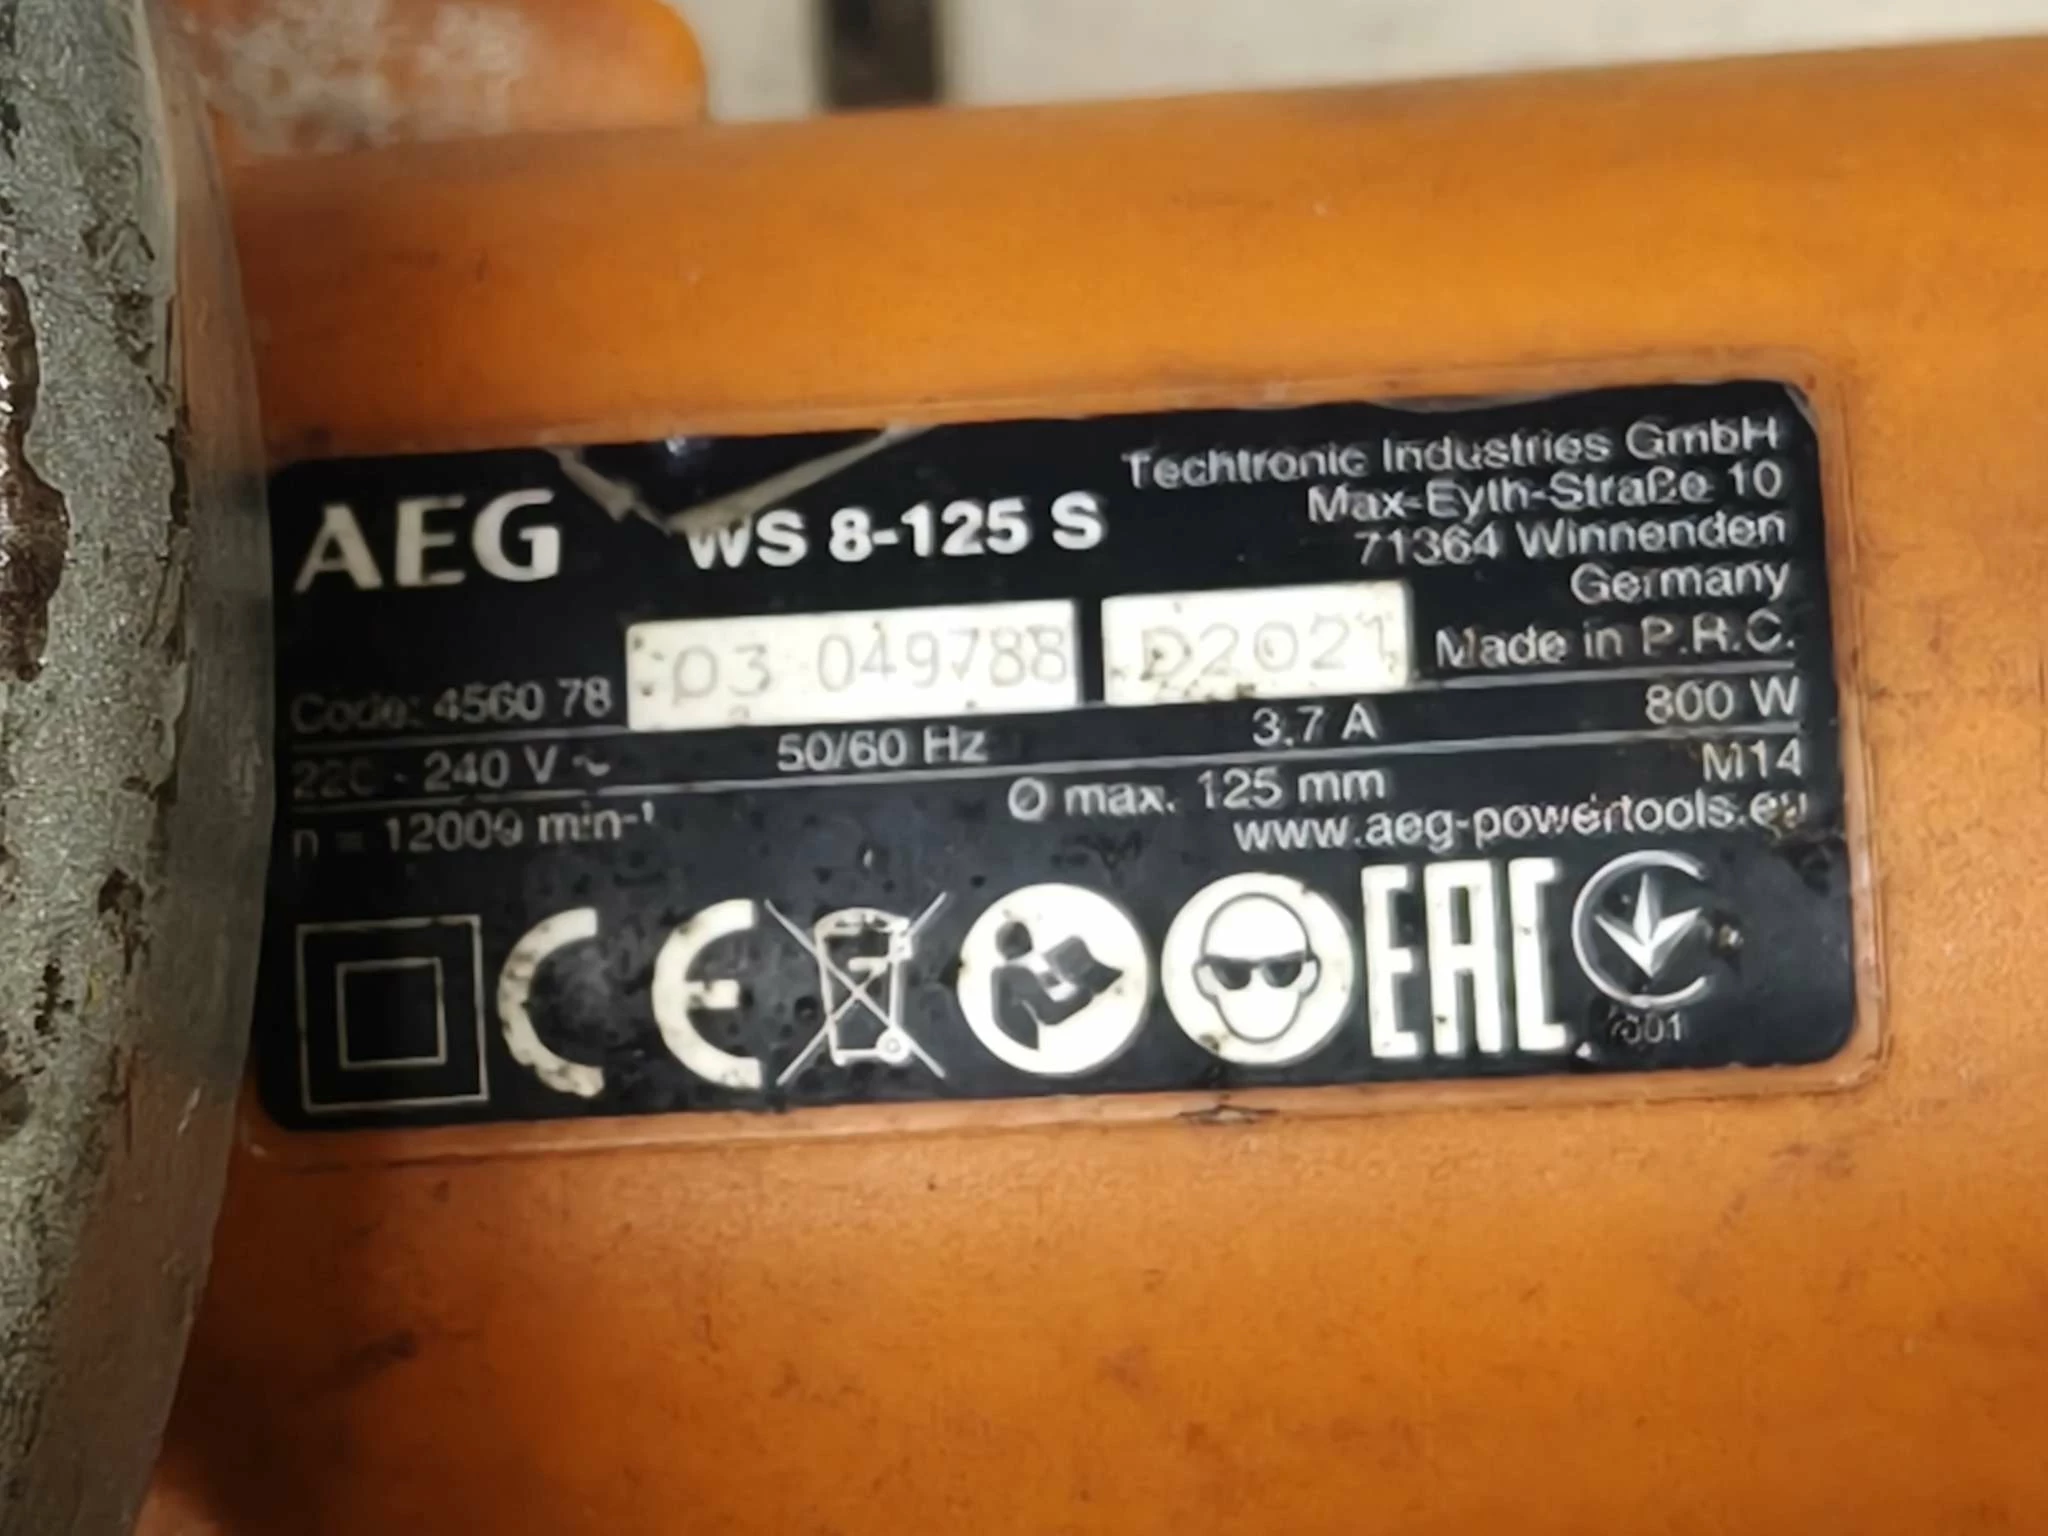 AEG WS 8-125 S
Techtronic Industries GmbH
Max-Eyth-Straße 10
71364 Winnenden
Germany
Made in P.R.C.
Code: 4560 78 03 049788 D2021
220 - 240 V ~ 50/60 Hz 3.7 A 800 W
n = 12000 min-¹ Ø max. 125 mm M14
www.aeg-powertools.eu
CE EAC